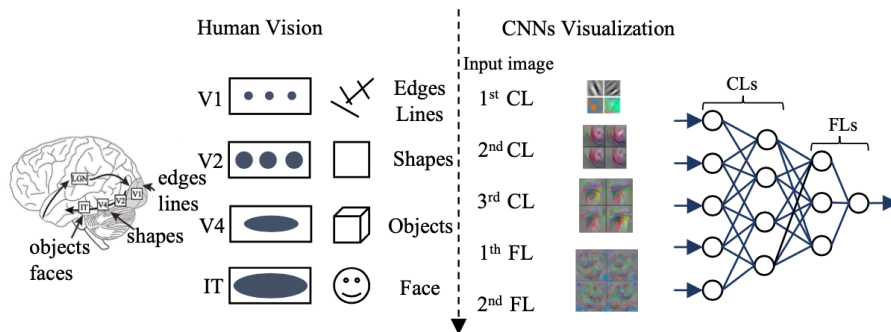 Human Vision
CNNs Visualization
Input image
V1
Edges
Lines
V2
Shapes
V4
Objects
IT
Face
LGN
V1
V2
V4
IT
edges
lines
shapes
objects
faces
1st CL
2nd CL
3rd CL
1th FL
2nd FL
CLs
FLs